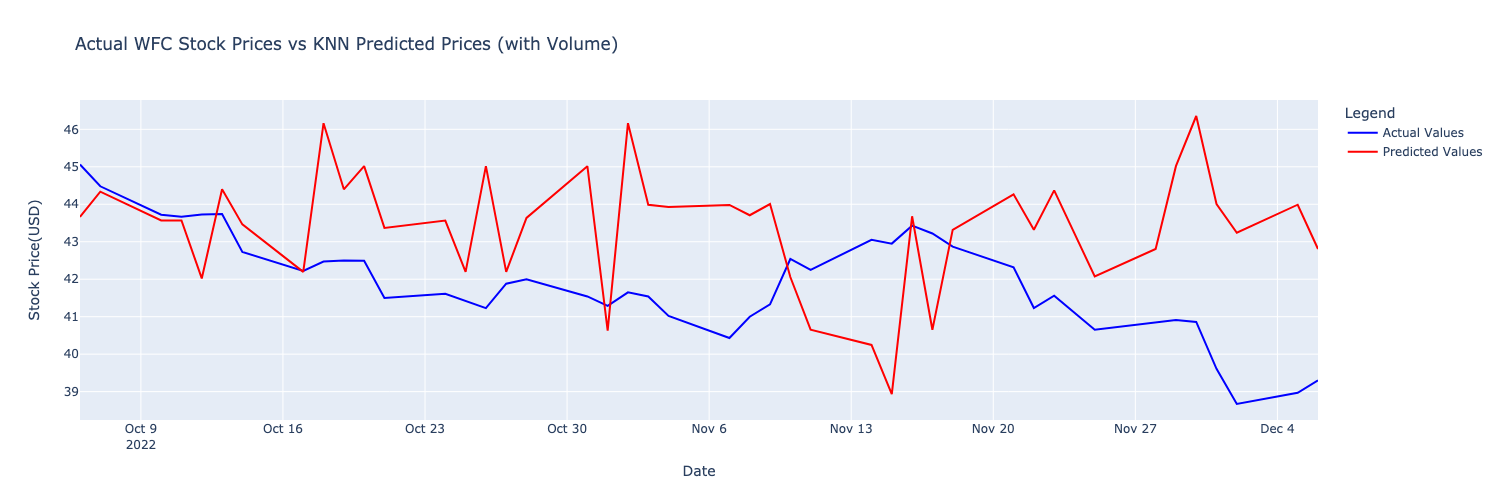 Actual WFC Stock Prices vs KNN Predicted Prices (with Volume)
Legend
Actual Values
Predicted Values
Stock Price(USD)
46
45
44
43
42
41
40
39
Oct 9
2022
Oct 16
Oct 23
Oct 30
Nov 6
Nov 13
Nov 20
Nov 27
Dec 4
Date